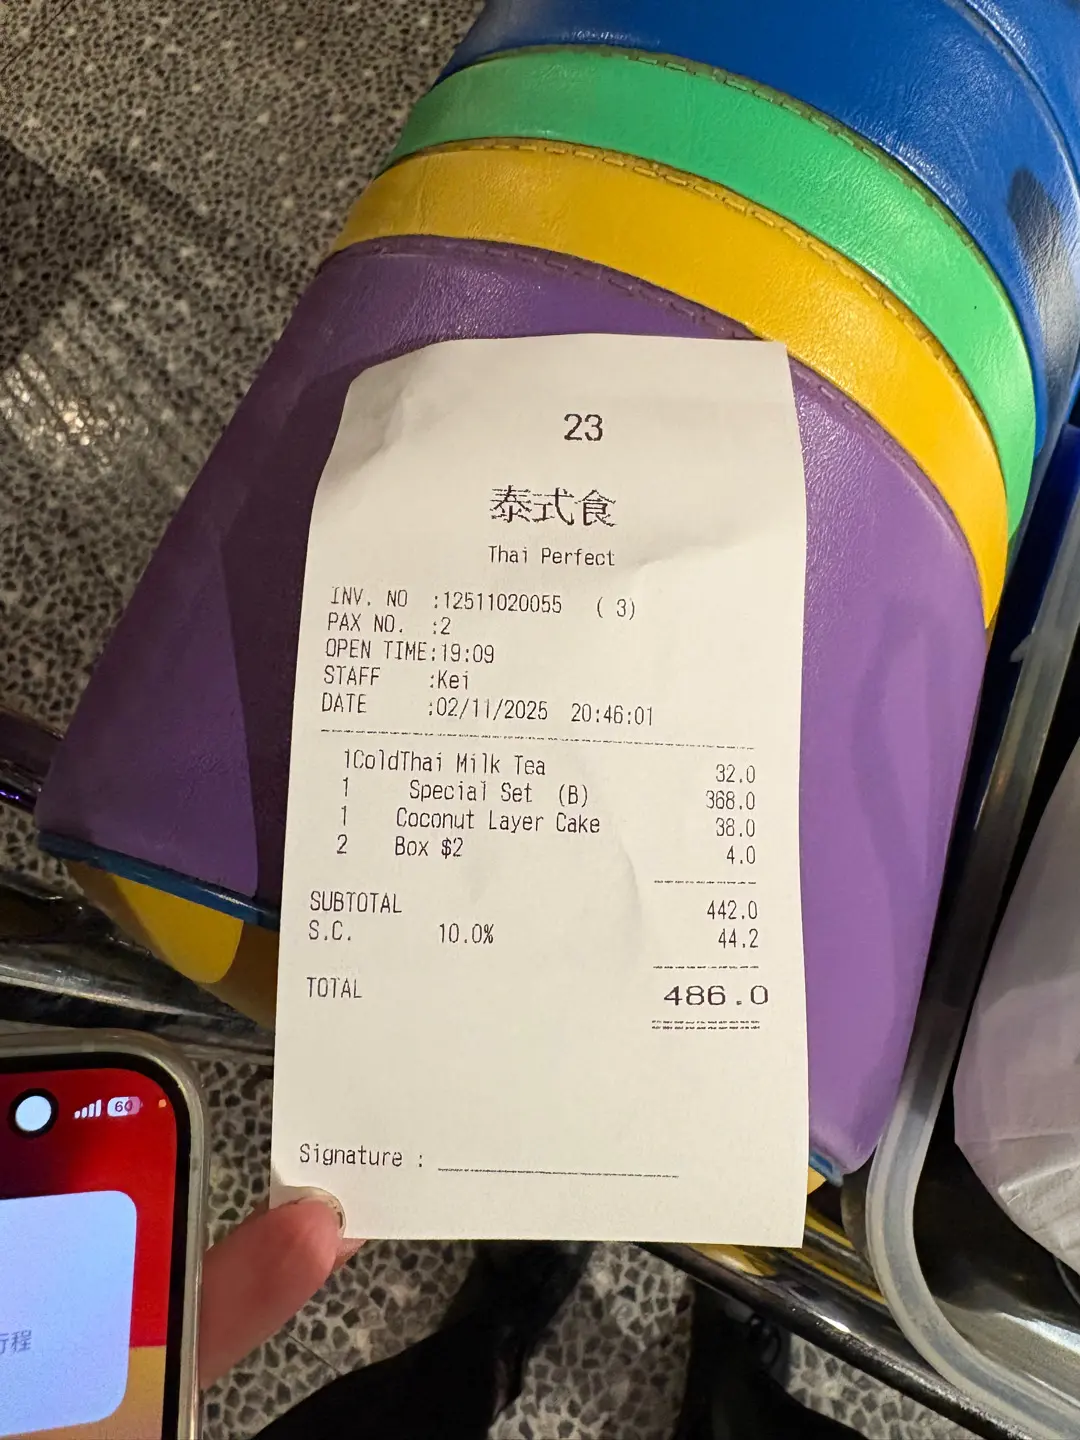 23
泰式食
Thai Perfect
INV. NO :12511020055 ( 3)
PAX NO. :2
OPEN TIME:19:09
STAFF :Kei
DATE :02/11/2025 20:46:01
1ColdThai Milk Tea 32.0
1 Special Set (B) 368.0
1 Coconut Layer Cake 38.0
2 Box $2 4.0
SUBTOTAL 442.0
S.C. 10.0% 44.2
TOTAL 486.0
Signature :
60
行程